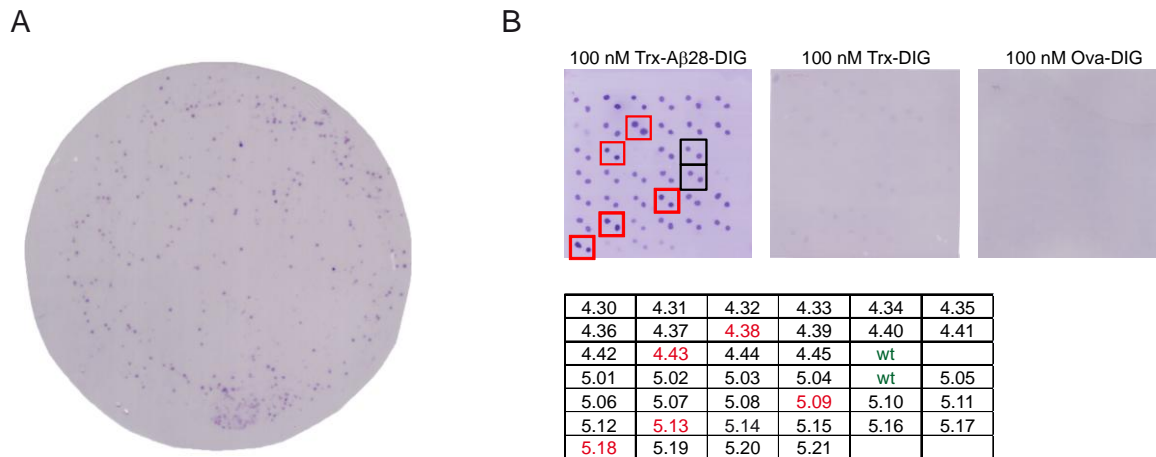 A
B
100 nM Trx-Aβ28-DIG 100 nM Trx-DIG 100 nM Ova-DIG
4.30 4.31 4.32 4.33 4.34 4.35
4.36 4.37 4.38 4.39 4.40 4.41
4.42 4.43 4.44 4.45 wt
5.01 5.02 5.03 5.04 wt 5.05
5.06 5.07 5.08 5.09 5.10 5.11
5.12 5.13 5.14 5.15 5.16 5.17
5.18 5.19 5.20 5.21